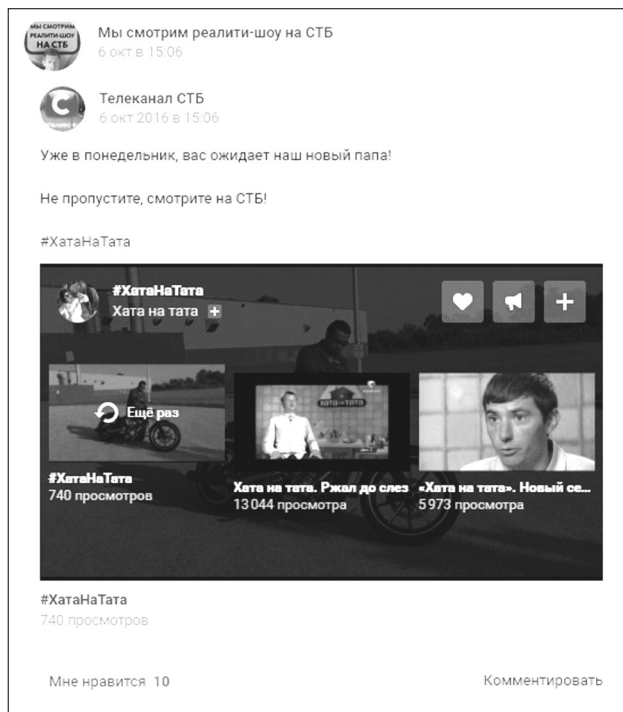 МЫ СМОТРИМ
РЕАЛИТИ-ШОУ
НА СТБ
Мы смотрим реалити-шоу на СТБ
6 окт в 15:06
Телеканал СТБ
6 окт 2016 в 15:06
Уже в понедельник, вас ожидает наш новый папа!
Не пропустите, смотрите на СТБ!
#ХатаНаТата
#ХатаНаТата
Хата на тата
Ещё раз
ХАТА НА ТАТА
#ХатаНаТата
740 просмотров
Хата на тата. Ржал до слез
13 044 просмотра
«Хата на тата». Новый се...
5 973 просмотра
#ХатаНаТата
740 просмотров
Мне нравится 10
Комментировать